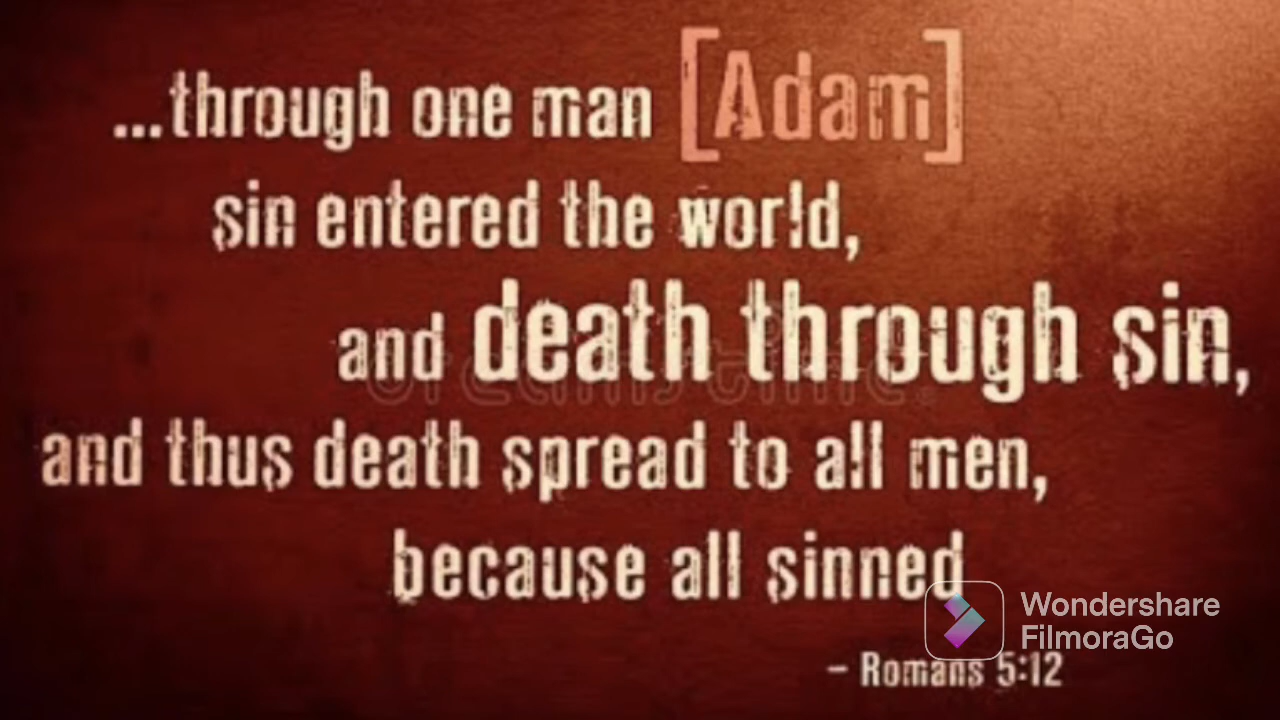 ...through one man [Adam]
sin entered the world,
and death through sin,
and thus death spread to all men,
because all sinned
Wondershare
FilmoraGo
– Romans 5:12
dreamstime.